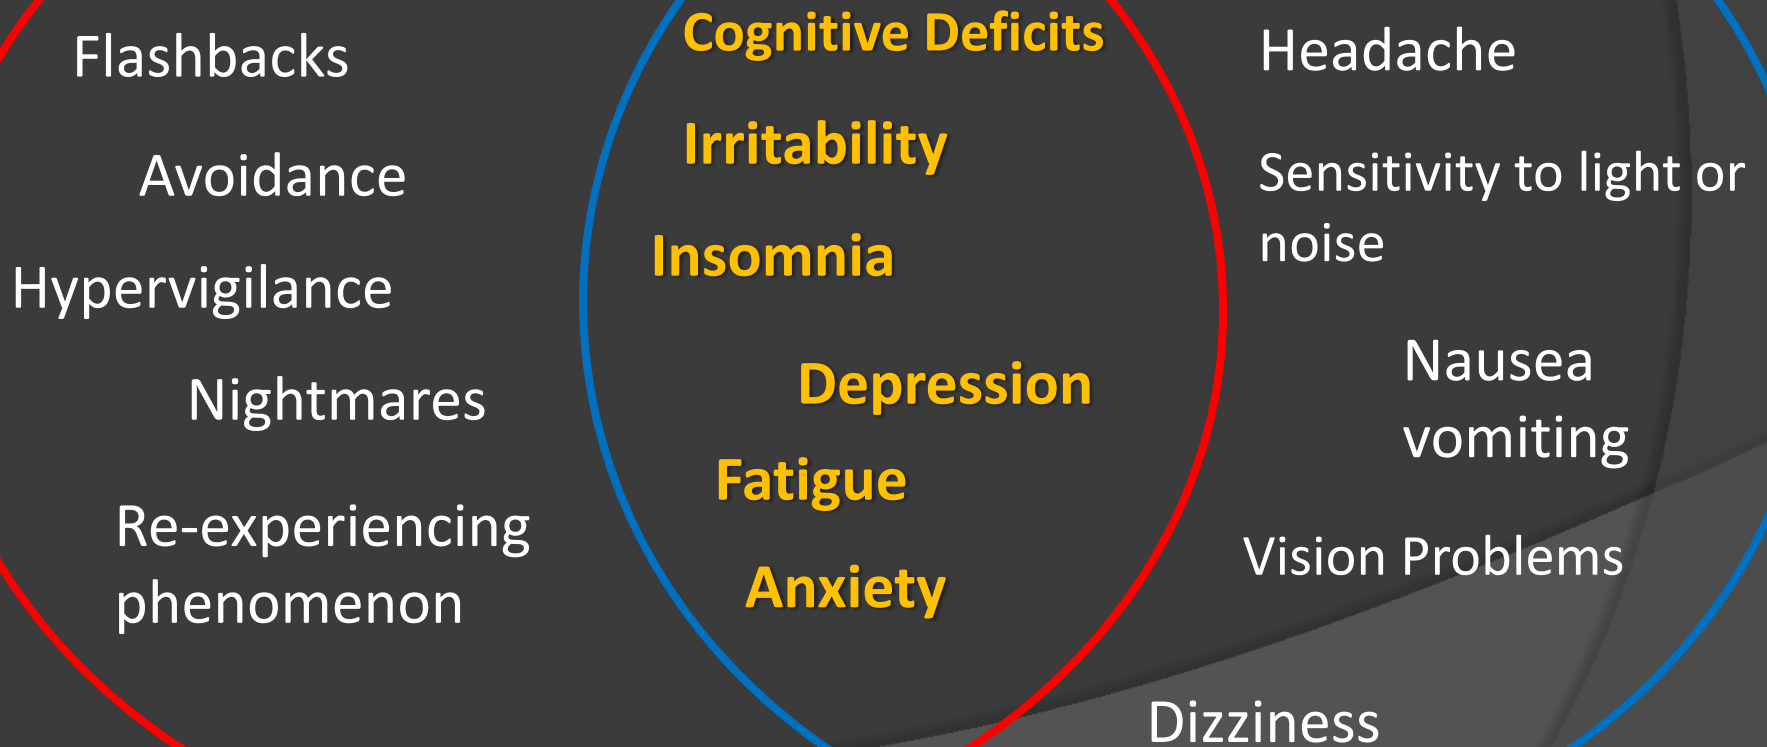 Flashbacks
Avoidance
Hypervigilance
Nightmares
Re-experiencing
phenomenon
Cognitive Deficits
Irritability
Insomnia
Depression
Fatigue
Anxiety
Headache
Sensitivity to light or
noise
Nausea
vomiting
Vision Problems
Dizziness